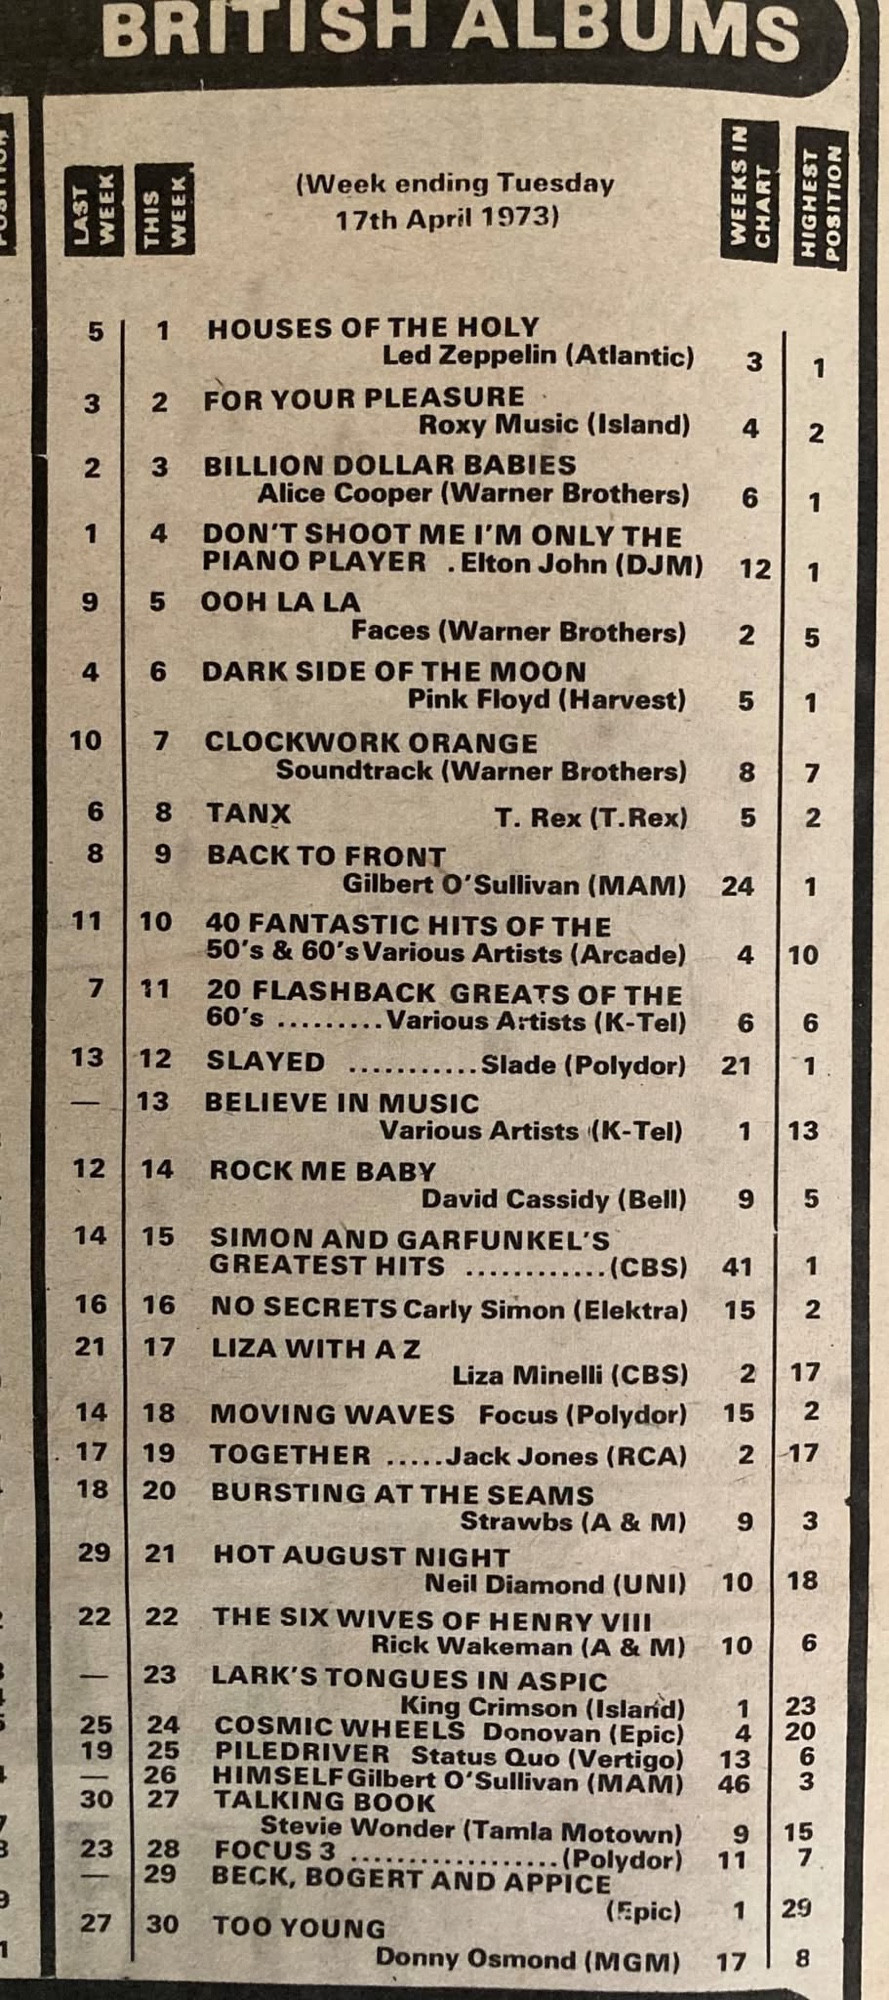 BRITISH ALBUMS
LAST WEEK THIS WEEK (Week ending Tuesday WEEKS IN CHART HIGHEST POSITION
17th April 1973)
5 1 HOUSES OF THE HOLY
Led Zeppelin (Atlantic) 3 1
3 2 FOR YOUR PLEASURE
Roxy Music (Island) 4 2
2 3 BILLION DOLLAR BABIES
Alice Cooper (Warner Brothers) 6 1
1 4 DON'T SHOOT ME I'M ONLY THE
PIANO PLAYER . Elton John (DJM) 12 1
9 5 OOH LA LA
Faces (Warner Brothers) 2 5
4 6 DARK SIDE OF THE MOON
Pink Floyd (Harvest) 5 1
10 7 CLOCKWORK ORANGE
Soundtrack (Warner Brothers) 8 7
6 8 TANX T. Rex (T.Rex) 5 2
8 9 BACK TO FRONT
Gilbert O'Sullivan (MAM) 24 1
11 10 40 FANTASTIC HITS OF THE
50's & 60's Various Artists (Arcade) 4 10
7 11 20 FLASHBACK GREATS OF THE
60's ......... Various Artists (K-Tel) 6 6
13 12 SLAYED ........... Slade (Polydor) 21 1
— 13 BELIEVE IN MUSIC
Various Artists (K-Tel) 1 13
12 14 ROCK ME BABY
David Cassidy (Bell) 9 5
14 15 SIMON AND GARFUNKEL'S
GREATEST HITS ............ (CBS) 41 1
16 16 NO SECRETS Carly Simon (Elektra) 15 2
21 17 LIZA WITH A Z
Liza Minelli (CBS) 2 17
14 18 MOVING WAVES Focus (Polydor) 15 2
17 19 TOGETHER ..... Jack Jones (RCA) 2 17
18 20 BURSTING AT THE SEAMS
Strawbs (A & M) 9 3
29 21 HOT AUGUST NIGHT
Neil Diamond (UNI) 10 18
22 22 THE SIX WIVES OF HENRY VIII
Rick Wakeman (A & M) 10 6
— 23 LARK'S TONGUES IN ASPIC
King Crimson (Island) 1 23
25 24 COSMIC WHEELS Donovan (Epic) 4 20
19 25 PILEDRIVER Status Quo (Vertigo) 13 6
— 26 HIMSELF Gilbert O'Sullivan (MAM) 46 3
30 27 TALKING BOOK
Stevie Wonder (Tamla Motown) 9 15
23 28 FOCUS 3 .................. (Polydor) 11 7
— 29 BECK, BOGERT AND APPICE
(Epic) 1 29
27 30 TOO YOUNG
Donny Osmond (MGM) 17 8